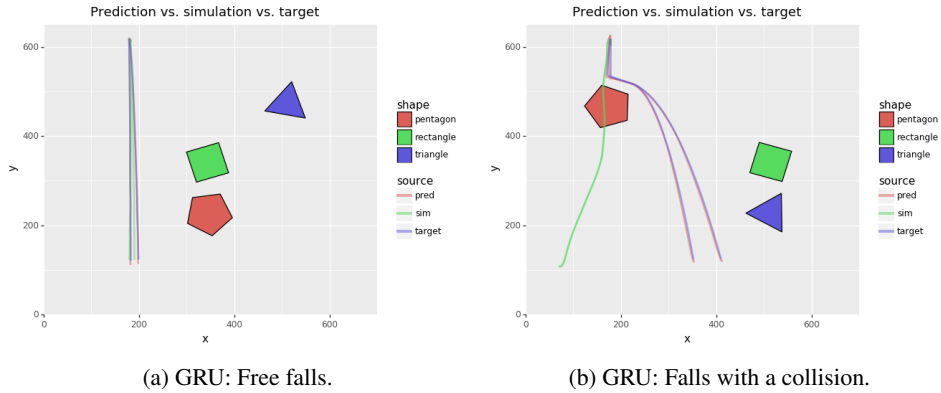 Prediction vs. simulation vs. target
600
400
200
0
y
0
200
400
600
x
shape
pentagon
rectangle
triangle
source
pred
sim
target
(a) GRU: Free falls.
Prediction vs. simulation vs. target
600
400
200
0
y
0
200
400
600
x
shape
pentagon
rectangle
triangle
source
pred
sim
target
(b) GRU: Falls with a collision.